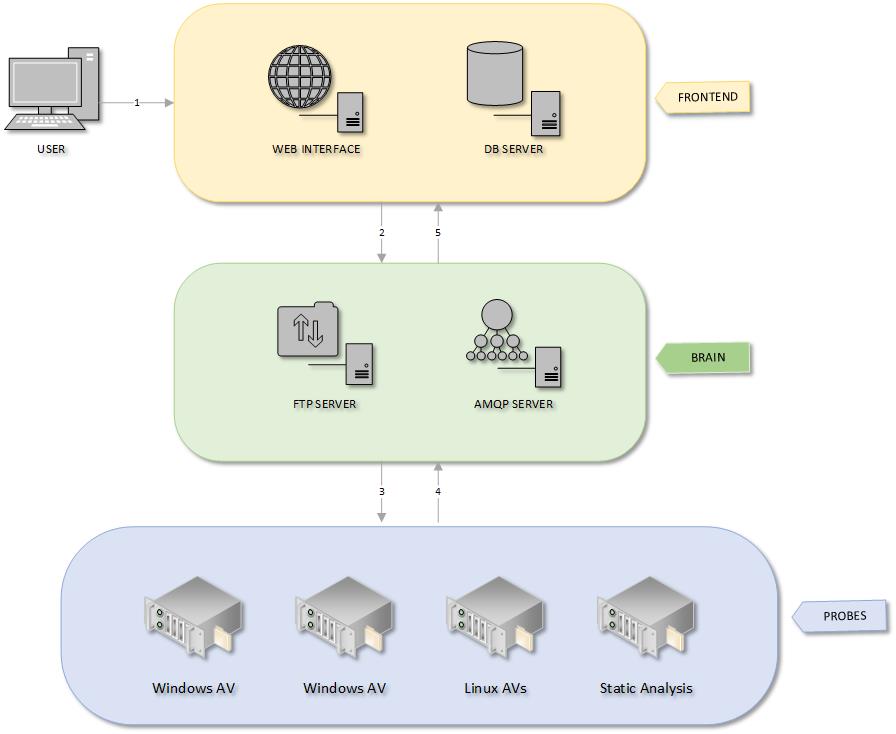 1
USER
WEB INTERFACE
DB SERVER
FRONTEND
2
5
FTP SERVER
AMQP SERVER
BRAIN
3
4
Windows AV
Windows AV
Linux AVs
Static Analysis
PROBES